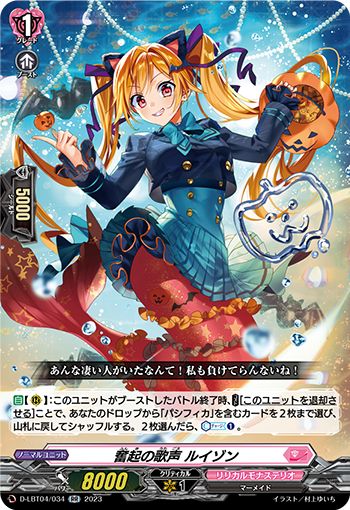 1
グレード
ブースト
5000
シールド
あんな凄い人がいたなんて!私も負けてらんないね!
自【(R)】:このユニットがブーストしたバトル終了時、【このユニットを退却させる】ことで、あなたのドロップから「パシフィカ」を含むカードを2枚まで選び、
山札に戻してシャッフルする。2枚選んだら、
チャージ
1
。
ノーマルユニット
奮起の歌声 ルイゾン
パワー
8000
クリティカル
1
リリカルモナステリオ
マーメイド
D-LBT04/034 RR 2023
イラスト/村上ゆいち